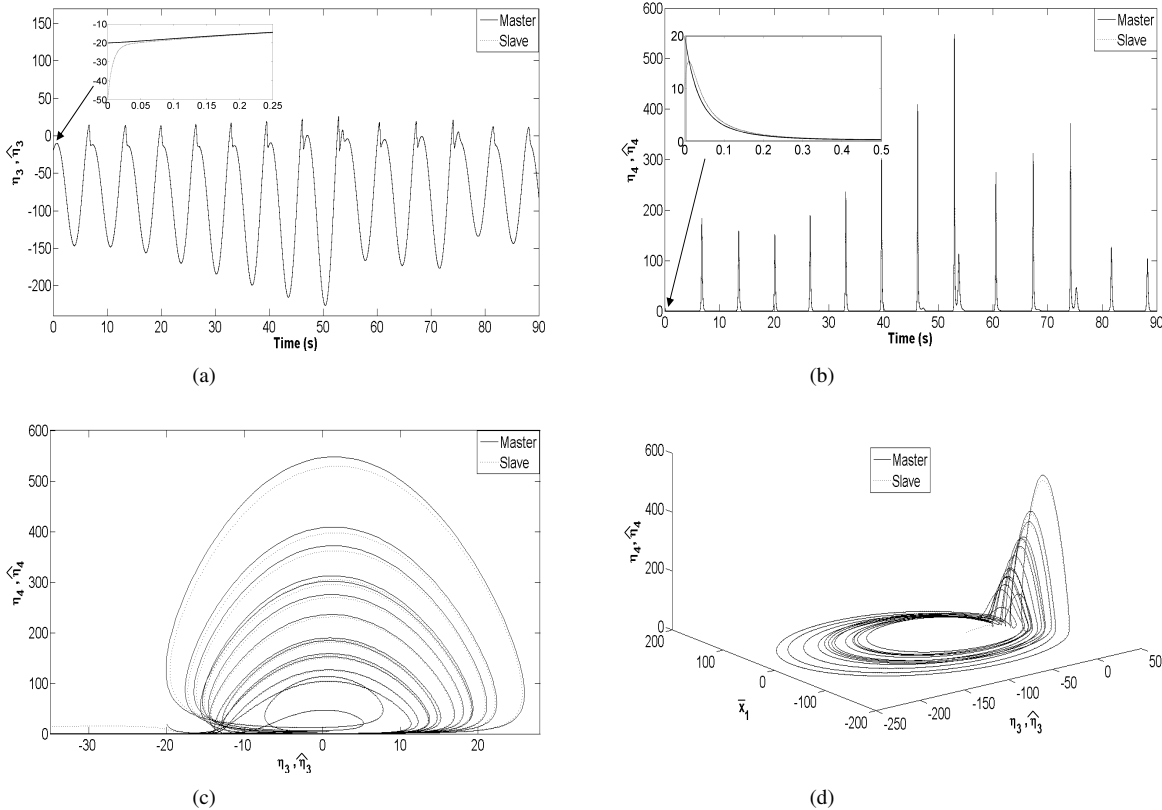 150
100
50
0
-50
-100
-150
-200
0 10 20 30 40 50 60 70 80 90
Time (s)
η₃ , η̂₃
-10
-20
-30
-40
-50
0 0.05 0.1 0.15 0.2 0.25
Master
Slave
(a)
600
500
400
300
200
100
0
0 10 20 30 40 50 60 70 80 90
Time (s)
η₄ , η̂₄
20
10
0
0 0.1 0.2 0.3 0.4 0.5
Master
Slave
(b)
600
500
400
300
200
100
0
-30 -20 -10 0 10 20
η₃ , η̂₃
η₄ , η̂₄
Master
Slave
(c)
600
400
200
0
200
100
0
-100
-200
-250 -200 -150 -100 -50 0 50
x̄₁
η₃ , η̂₃
η₄ , η̂₄
Master
Slave
(d)